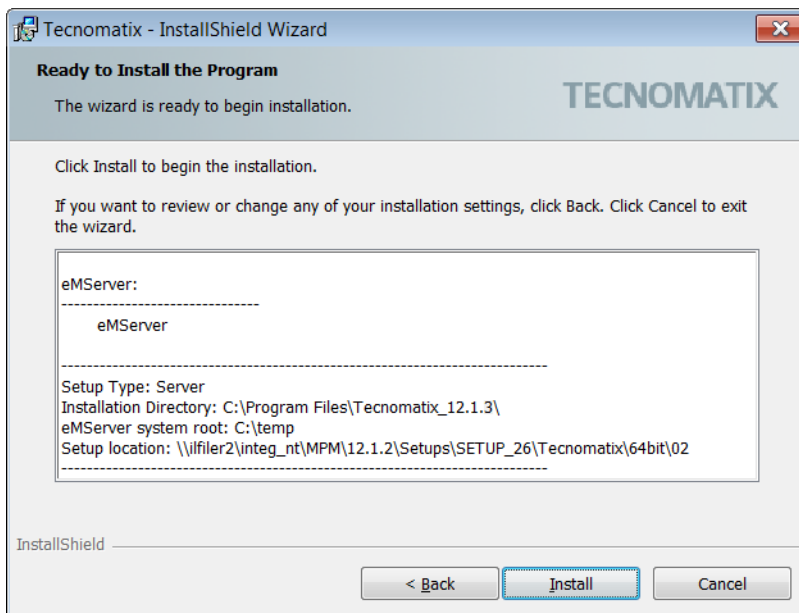 Tecnomatix - InstallShield Wizard
Ready to Install the Program
The wizard is ready to begin installation.
TECNOMATIX
Click Install to begin the installation.
If you want to review or change any of your installation settings, click Back. Click Cancel to exit
the wizard.
eMServer:
-------------------------------
eMServer
----------------------------------------------------------------------------
Setup Type: Server
Installation Directory: C:\Program Files\Tecnomatix_12.1.3\
eMServer system root: C:\temp
Setup location: \\ilfiler2\integ_nt\MPM\12.1.2\Setups\SETUP_26\Tecnomatix\64bit\02
----------------------------------------------------------------------------
InstallShield
< Back
Install
Cancel